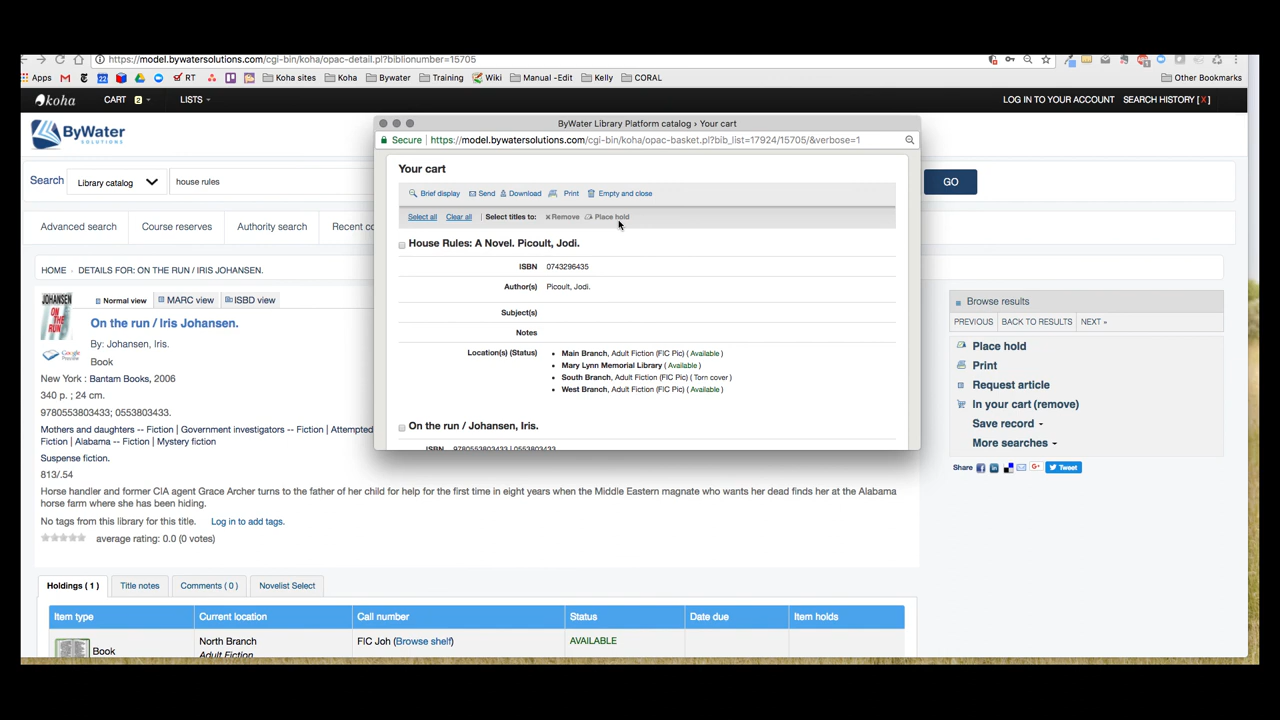 https://model.bywatersolutions.com/cgi-bin/koha/opac-detail.pl?biblionumber=15705
Apps RT Koha sites Koha Bywater Training Wiki Manual -Edit Kelly CORAL Other Bookmarks
koha CART 2 LISTS LOG IN TO YOUR ACCOUNT SEARCH HISTORY [X]
ByWater
SOLUTIONS
Search Library catalog house rules GO
Advanced search Course reserves Authority search Recent co
HOME · DETAILS FOR: ON THE RUN / IRIS JOHANSEN.
JOHANSEN
ON THE RUN
Normal view MARC view ISBD view
On the run / Iris Johansen.
By: Johansen, Iris.
Book
Google Preview
New York : Bantam Books, 2006
340 p. ; 24 cm.
9780553803433; 0553803433.
Mothers and daughters -- Fiction | Government investigators -- Fiction | Attempted
Fiction | Alabama -- Fiction | Mystery fiction
Suspense fiction.
813/.54
Horse handler and former CIA agent Grace Archer turns to the father of her child for help for the first time in eight years when the Middle Eastern magnate who wants her dead finds her at the Alabama
horse farm where she has been hiding.
No tags from this library for this title. Log in to add tags.
average rating: 0.0 (0 votes)
Holdings ( 1 ) Title notes Comments ( 0 ) Novelist Select
Item type Current location Call number Status Date due Item holds
Book North Branch FIC Joh (Browse shelf) AVAILABLE
Adult Fiction
ByWater Library Platform catalog › Your cart
Secure https://model.bywatersolutions.com/cgi-bin/koha/opac-basket.pl?bib_list=17924/15705/&verbose=1
Your cart
Brief display Send Download Print Empty and close
Select all Clear all | Select titles to: Remove Place hold
House Rules: A Novel. Picoult, Jodi.
ISBN 0743296435
Author(s) Picoult, Jodi.
Subject(s)
Notes
Location(s) (Status) • Main Branch, Adult Fiction (FIC Pic) ( Available )
• Mary Lynn Memorial Library ( Available )
• South Branch, Adult Fiction (FIC Pic) ( Torn cover )
• West Branch, Adult Fiction (FIC Pic) ( Available )
On the run / Johansen, Iris.
ISBN 9780553803433 | 0553803433
Browse results
PREVIOUS BACK TO RESULTS NEXT »
Place hold
Print
Request article
In your cart (remove)
Save record
More searches
Share Tweet